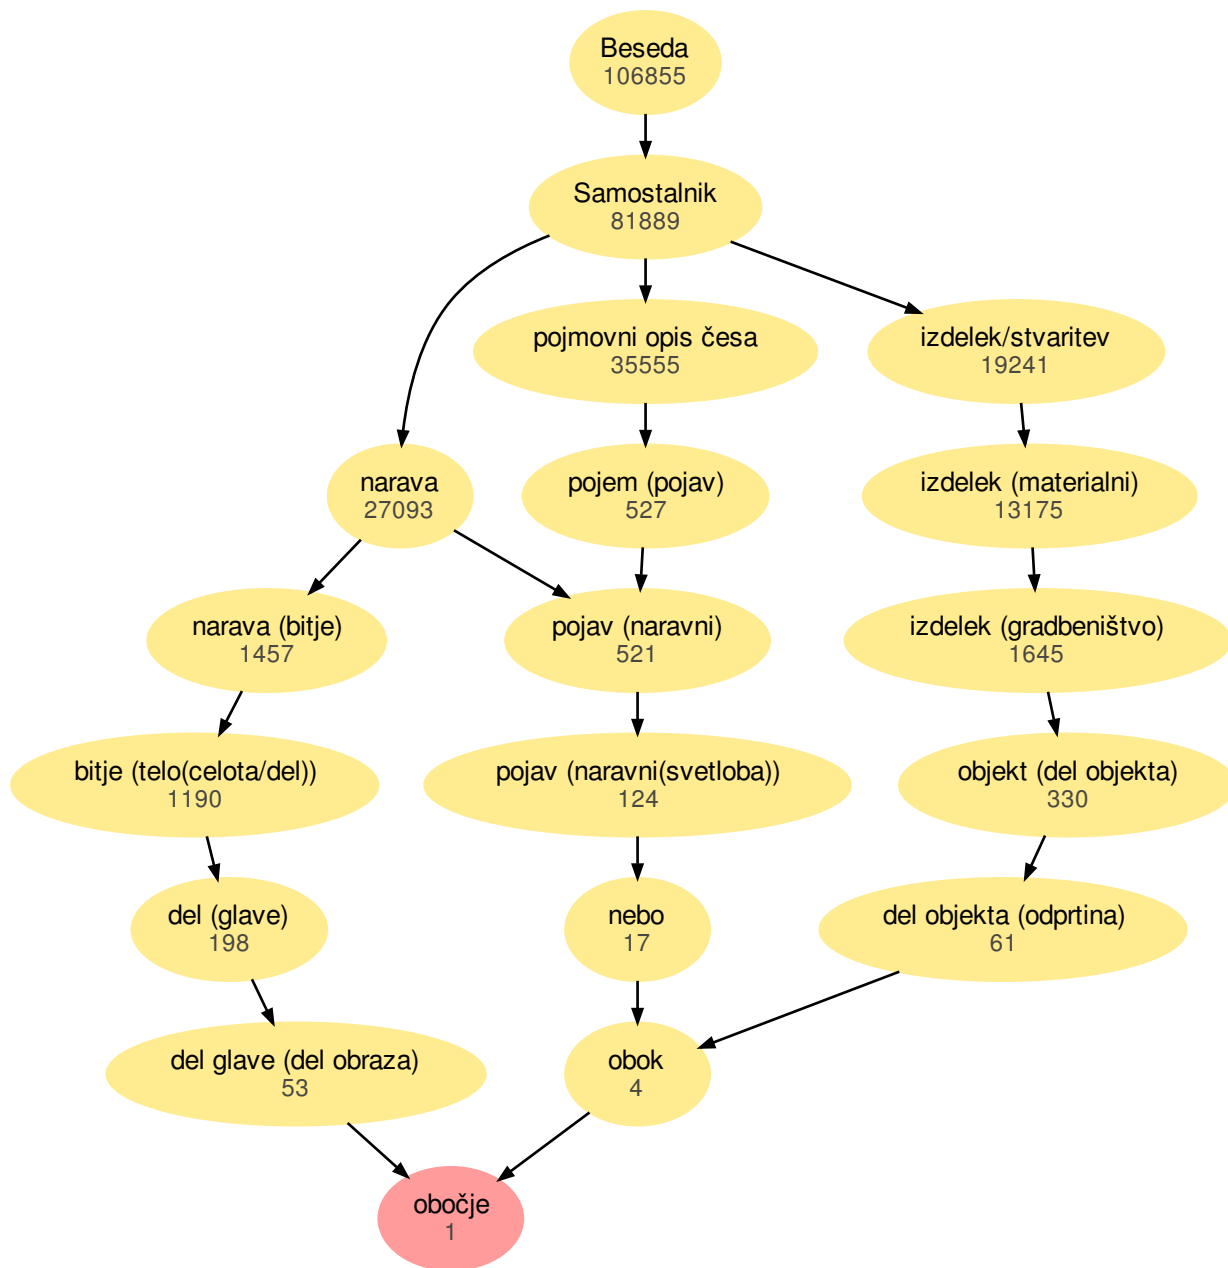 Beseda
106855
Samostalnik
81889
pojmovni opis česa
35555
izdelek/stvaritev
19241
narava
27093
pojem (pojav)
527
izdelek (materialni)
13175
narava (bitje)
1457
pojav (naravni)
521
izdelek (gradbeništvo)
1645
bitje (telo(celota/del))
1190
pojav (naravni(svetloba))
124
objekt (del objekta)
330
del (glave)
198
nebo
17
del objekta (odprtina)
61
del glave (del obraza)
53
obok
4
obočje
1